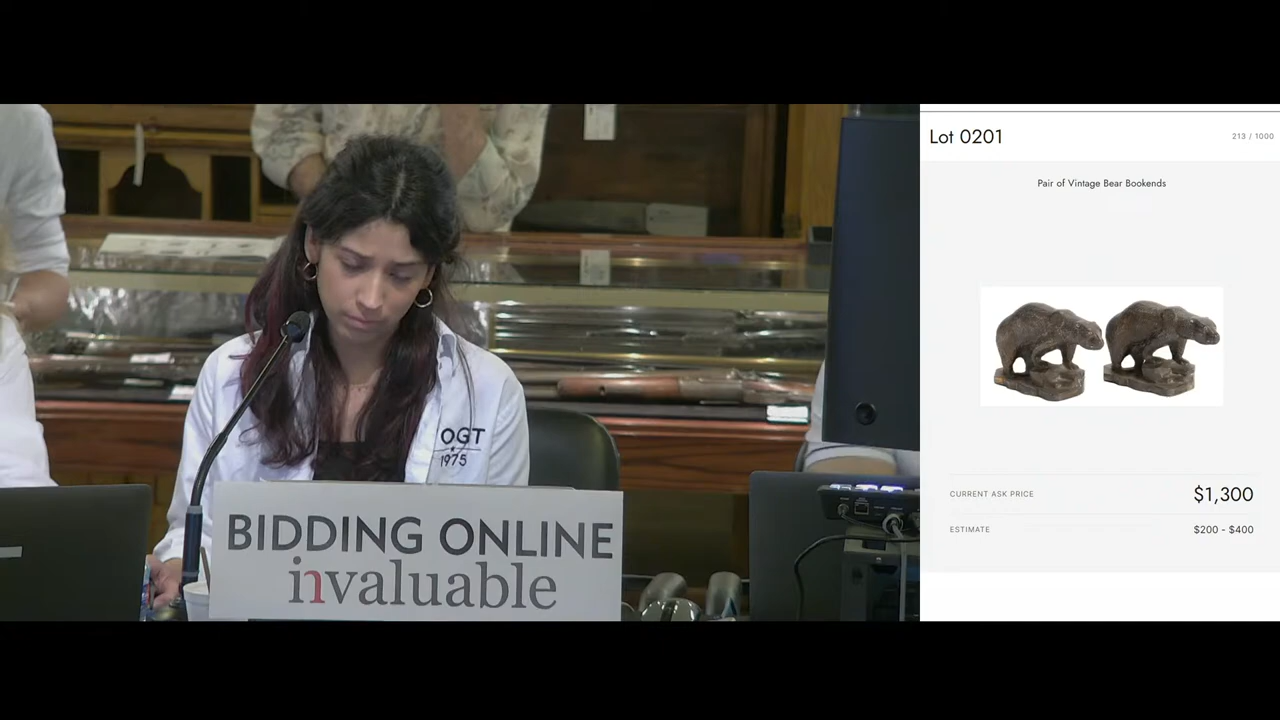 OGT
1975
BIDDING ONLINE
invaluable
Lot 0201
213 / 1000
Pair of Vintage Bear Bookends
CURRENT ASK PRICE
$1,300
ESTIMATE
$200 - $400